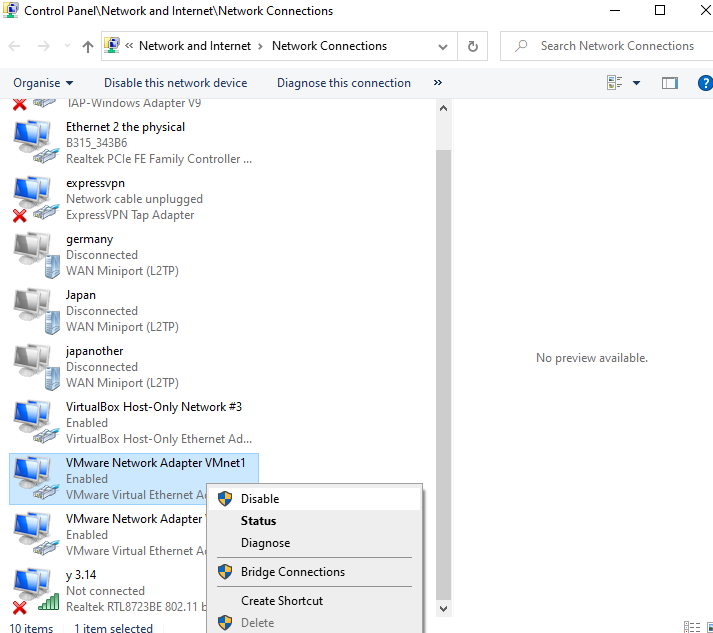 Control Panel\Network and Internet\Network Connections
« Network and Internet › Network Connections
Search Network Connections
Organise
Disable this network device
Diagnose this connection
»
TAP-Windows Adapter V9
Ethernet 2 the physical
B315_343B6
Realtek PCIe FE Family Controller ...
expressvpn
Network cable unplugged
ExpressVPN Tap Adapter
germany
Disconnected
WAN Miniport (L2TP)
Japan
Disconnected
WAN Miniport (L2TP)
japanother
Disconnected
WAN Miniport (L2TP)
VirtualBox Host-Only Network #3
Enabled
VirtualBox Host-Only Ethernet Ad...
VMware Network Adapter VMnet1
Enabled
VMware Virtual Ethernet A
VMware Network Adapter
Enabled
VMware Virtual Ethernet A
y 3.14
Not connected
Realtek RTL8723BE 802.11 b
Disable
Status
Diagnose
Bridge Connections
Create Shortcut
Delete
No preview available.
10 items
1 item selected